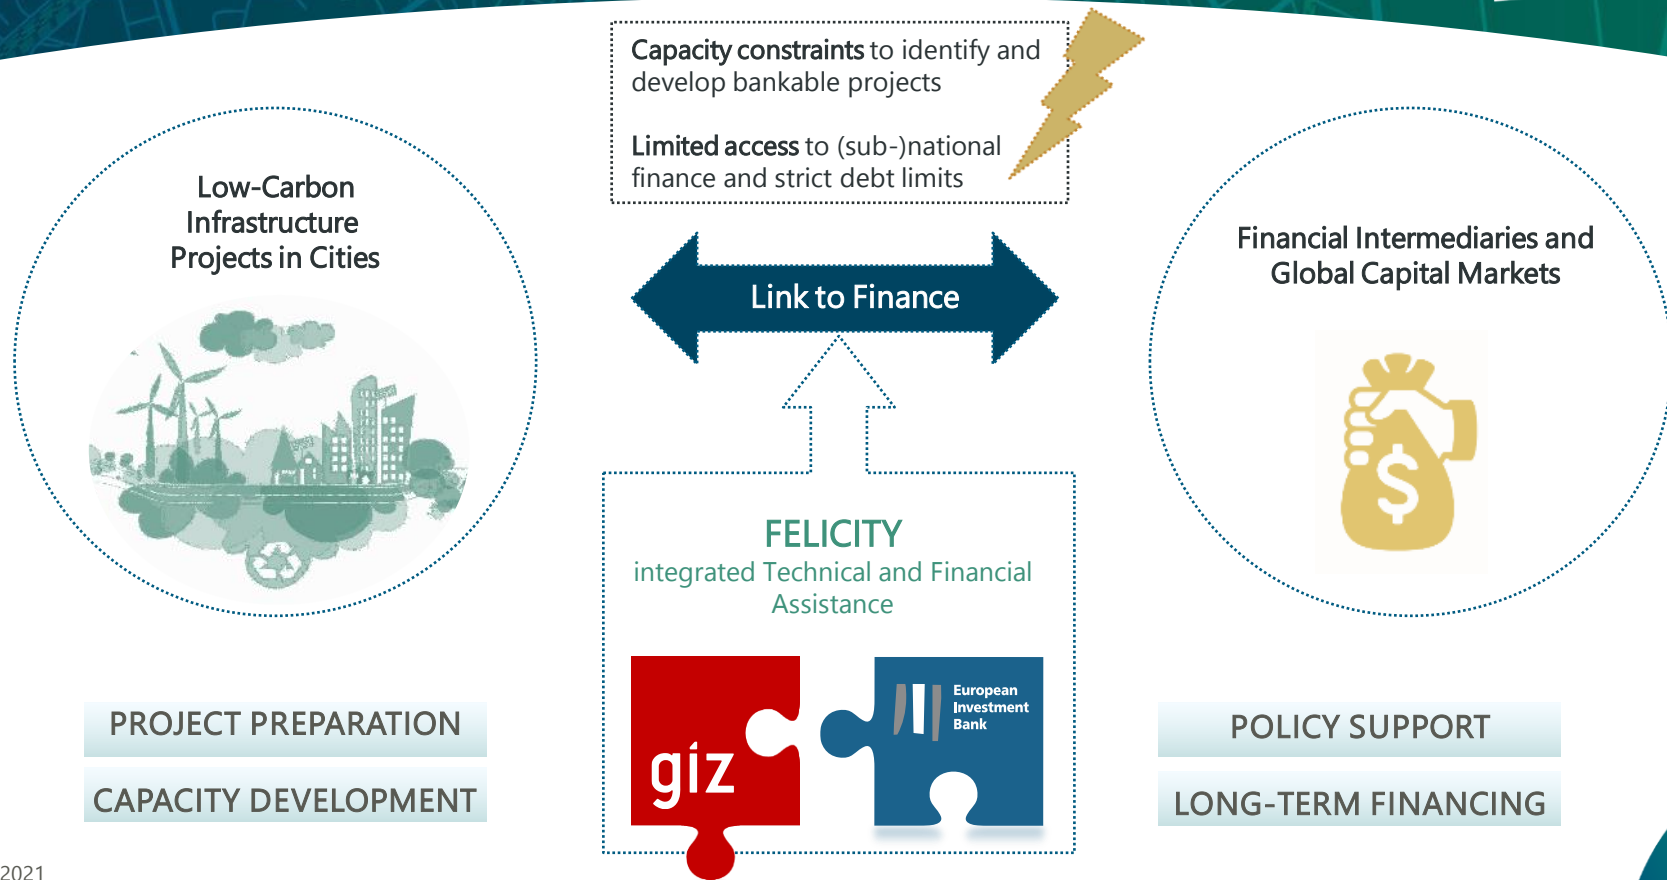 Capacity constraints to identify and
develop bankable projects
Limited access to (sub-)national
finance and strict debt limits
Low-Carbon
Infrastructure
Projects in Cities
Link to Finance
Financial Intermediaries and
Global Capital Markets
$
FELICITY
integrated Technical and Financial
Assistance
giz
European
Investment
Bank
PROJECT PREPARATION
CAPACITY DEVELOPMENT
POLICY SUPPORT
LONG-TERM FINANCING
2021